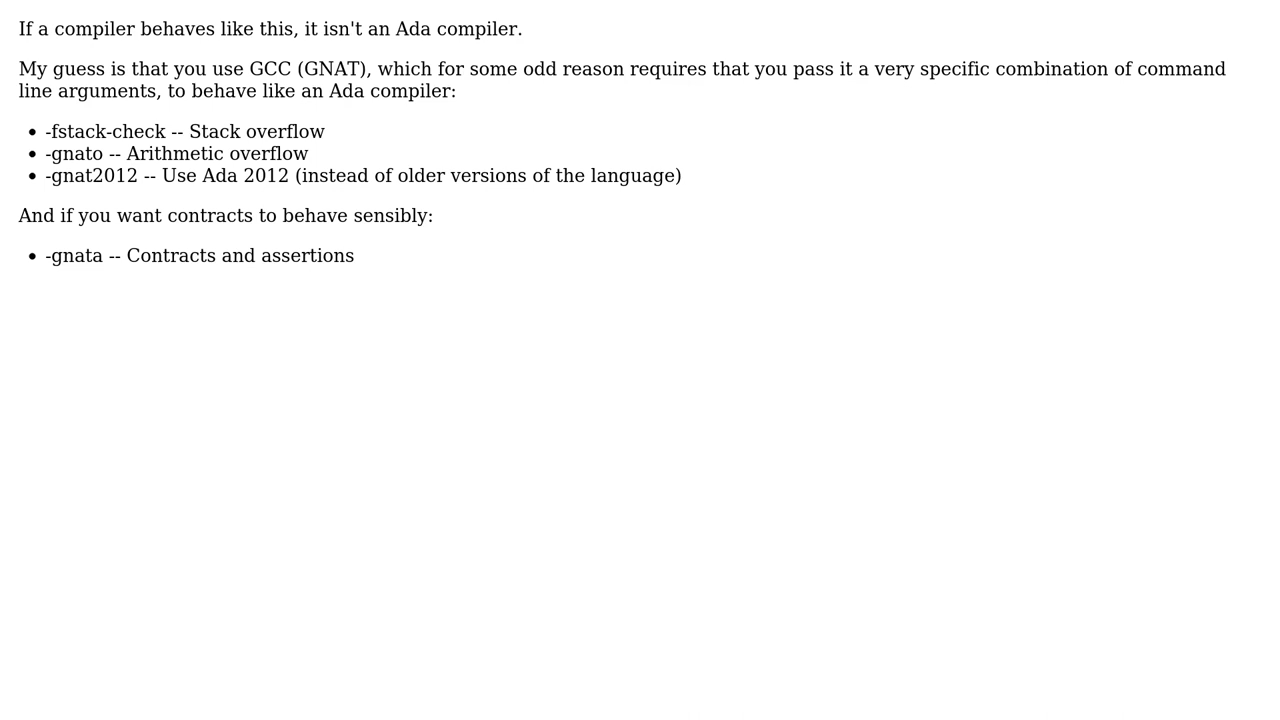 If a compiler behaves like this, it isn't an Ada compiler.
My guess is that you use GCC (GNAT), which for some odd reason requires that you pass it a very specific combination of command
line arguments, to behave like an Ada compiler:
• -fstack-check -- Stack overflow
• -gnato -- Arithmetic overflow
• -gnat2012 -- Use Ada 2012 (instead of older versions of the language)
And if you want contracts to behave sensibly:
• -gnata -- Contracts and assertions